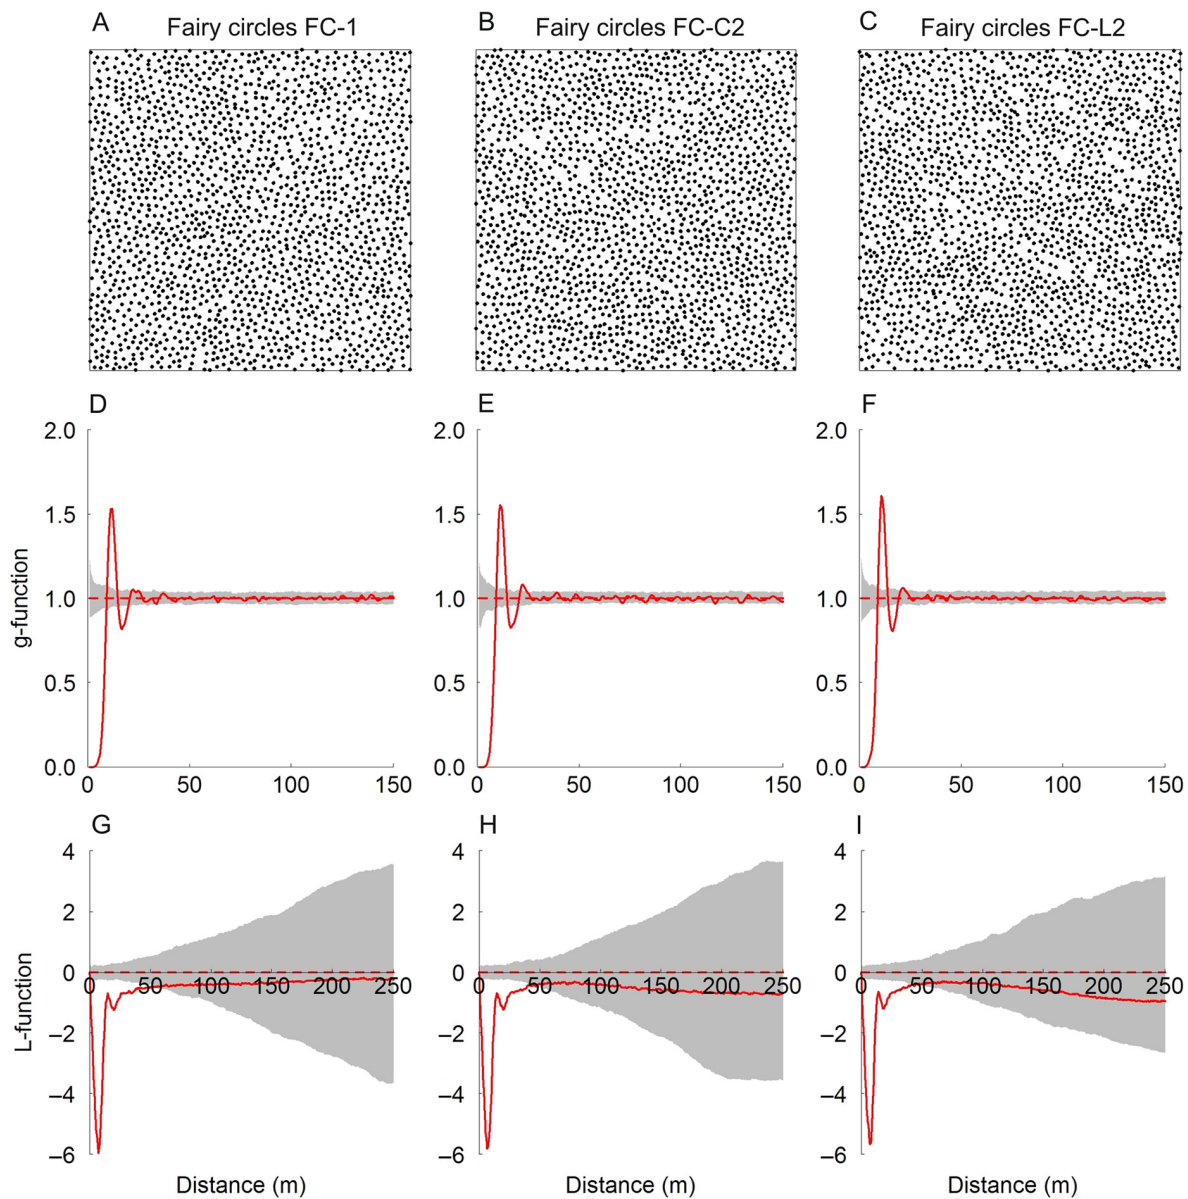 A Fairy circles FC-1
B Fairy circles FC-C2
C Fairy circles FC-L2
D
E
F
g-function
2.0
1.5
1.0
0.5
0.0
0 50 100 150
2.0
1.5
1.0
0.5
0.0
0 50 100 150
2.0
1.5
1.0
0.5
0.0
0 50 100 150
G
H
I
L-function
4
2
0
–2
–4
–6
0 50 100 150 200 250
4
2
0
–2
–4
–6
0 50 100 150 200 250
4
2
0
–2
–4
–6
0 50 100 150 200 250
Distance (m)
Distance (m)
Distance (m)